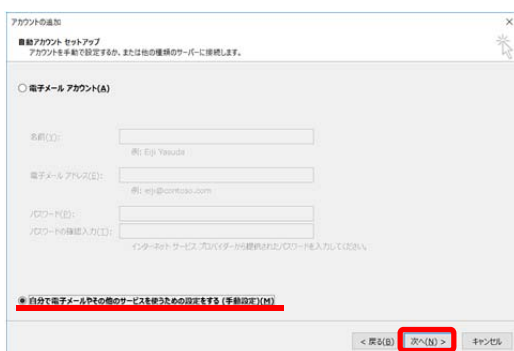 アカウントの追加
自動アカウント セットアップ
アカウントを手動で設定するか、または他の種類のサーバーに接続します。
電子メール アカウント(A)
名前(Y):
例: Eiji Yasuda
電子メール アドレス(E):
例: eiji@contoso.com
パスワード(P):
パスワードの確認入力(T):
インターネット サービス プロバイダーから提供されたパスワードを入力してください。
自分で電子メールやその他のサービスを使うための設定をする (手動設定)(M)
< 戻る(B) 次へ(N) > キャンセル